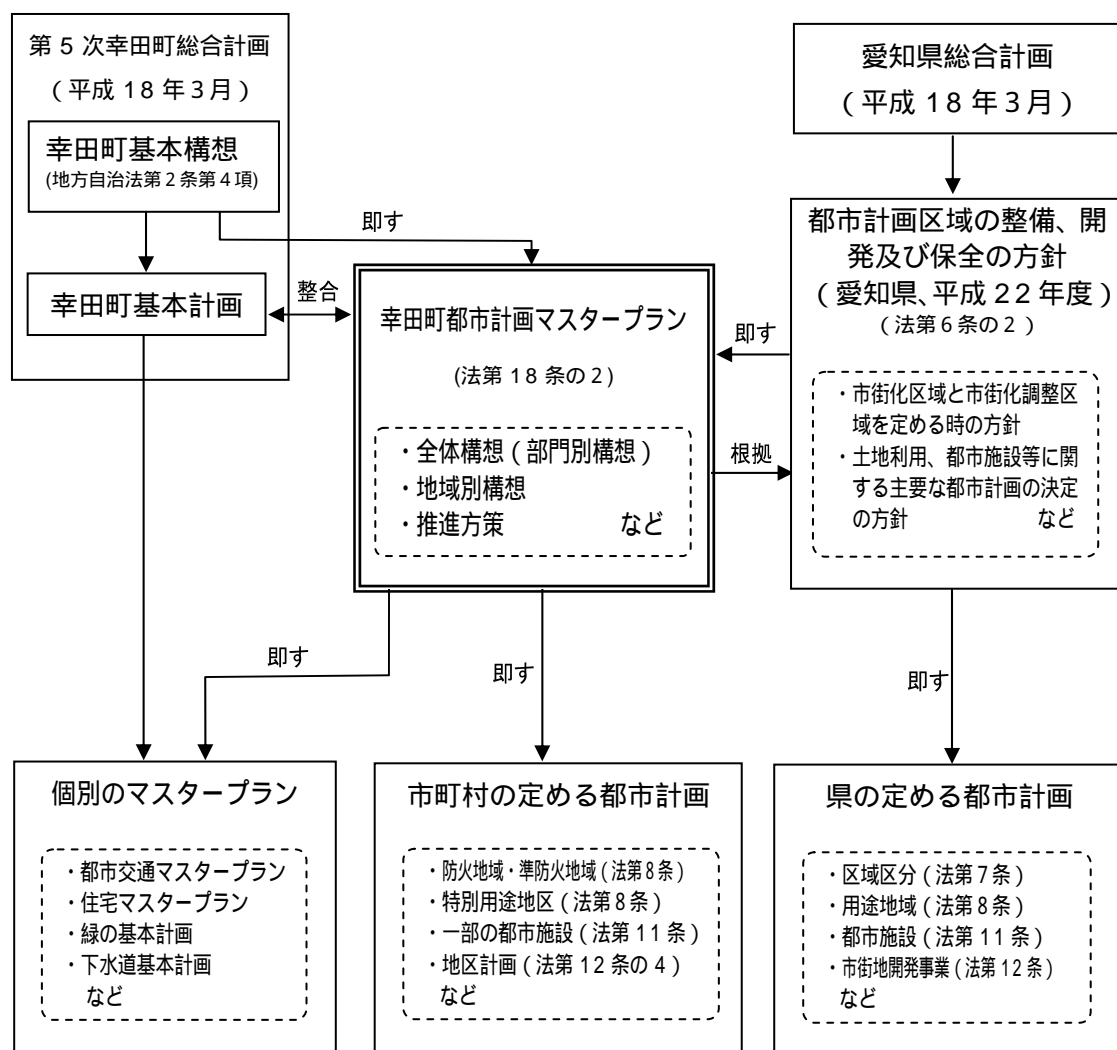 第5次幸田町総合計画
(平成18年3月)
幸田町基本構想
(地方自治法第2条第4項)
幸田町基本計画
愛知県総合計画
(平成18年3月)
即す
整合
幸田町都市計画マスタープラン
(法第18条の2)
・全体構想(部門別構想)
・地域別構想
・推進方策 など
即す
根拠
都市計画区域の整備、開
発及び保全の方針
(愛知県、平成22年度)
(法第6条の2)
・市街化区域と市街化調整区
域を定める時の方針
・土地利用、都市施設等に関
する主要な都市計画の決定
の方針 など
即す
即す
即す
個別のマスタープラン
・都市交通マスタープラン
・住宅マスタープラン
・緑の基本計画
・下水道基本計画
など
市町村の定める都市計画
・防火地域・準防火地域(法第8条)
・特別用途地区(法第8条)
・一部の都市施設(法第11条)
・地区計画(法第12条の4)
など
県の定める都市計画
・区域区分(法第7条)
・用途地域(法第8条)
・都市施設(法第11条)
・市街地開発事業(法第12条)
など